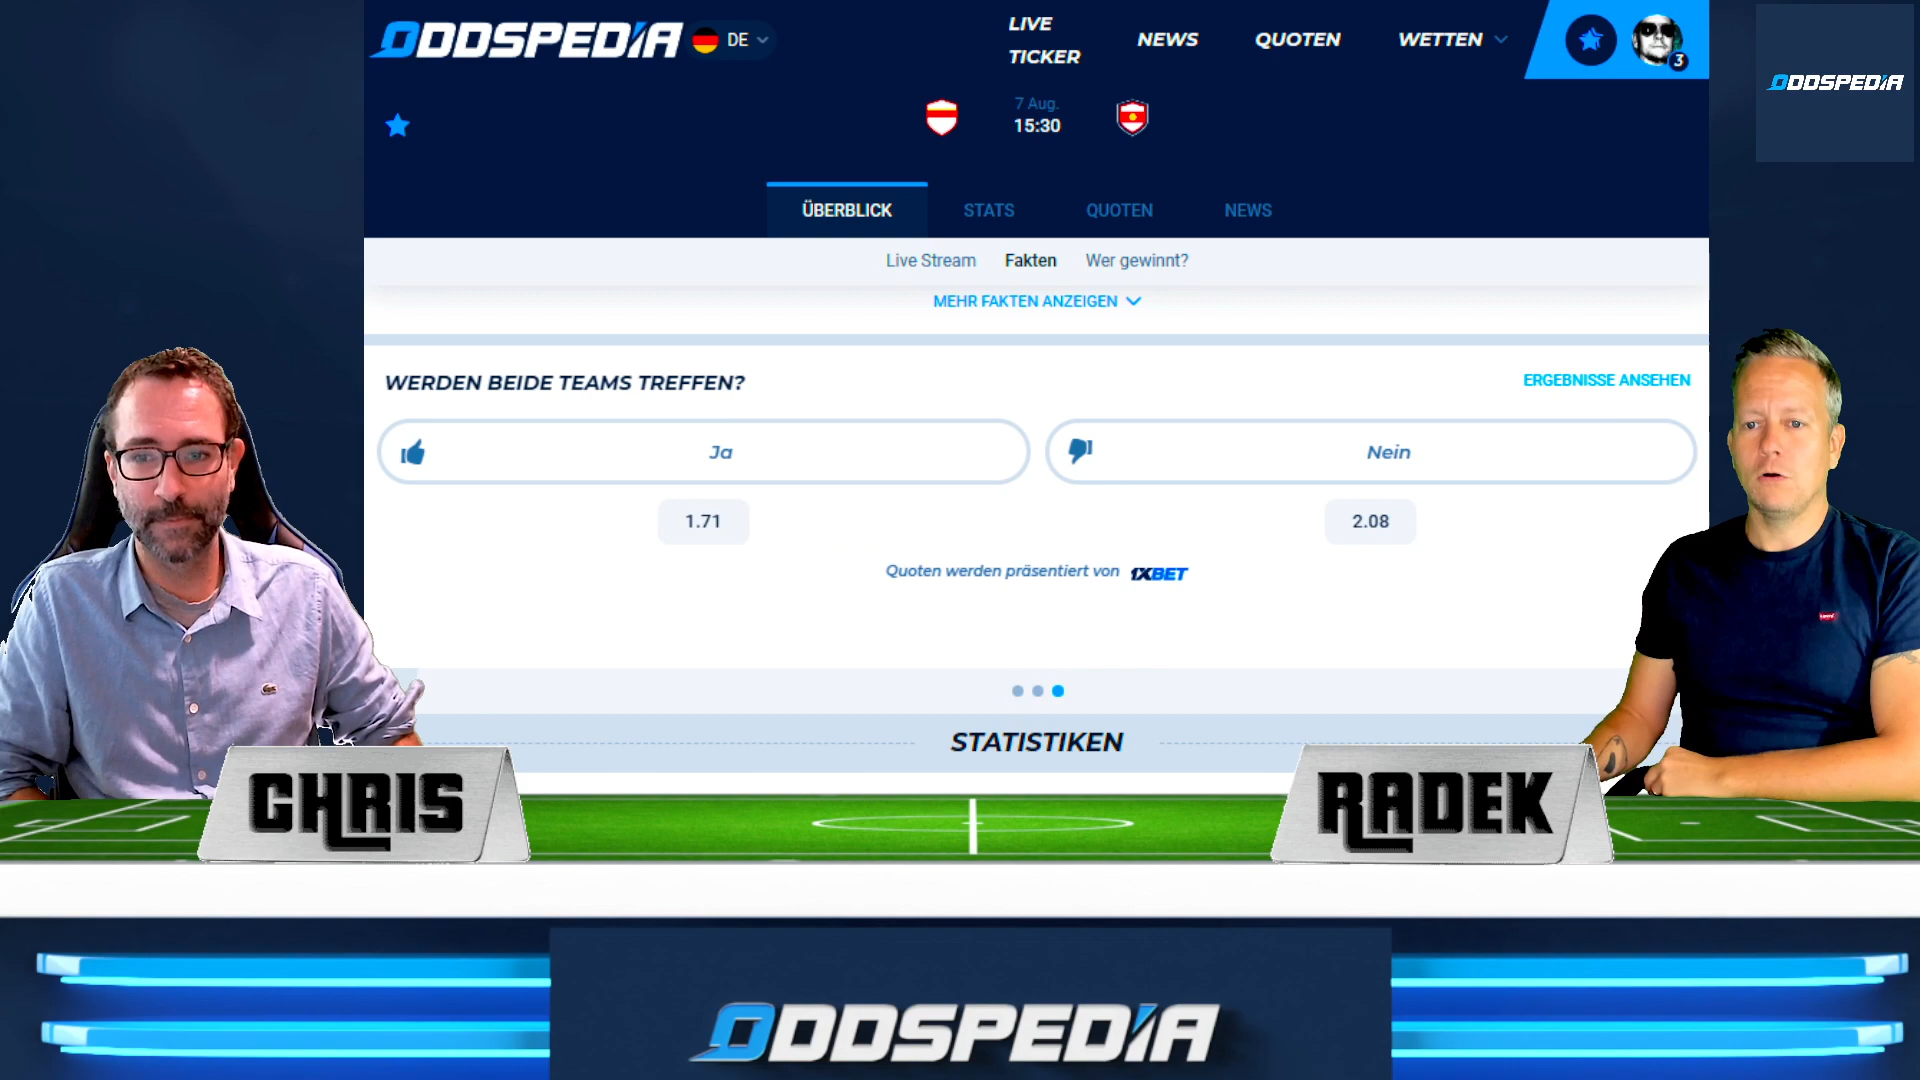 ODDSPEDIA
DE
LIVE
TICKER
NEWS
QUOTEN
WETTEN
3
ODDSPEDIA
7 Aug.
15:30
ÜBERBLICK
STATS
QUOTEN
NEWS
Live Stream
Fakten
Wer gewinnt?
MEHR FAKTEN ANZEIGEN
WERDEN BEIDE TEAMS TREFFEN?
ERGEBNISSE ANSEHEN
Ja
Nein
1.71
2.08
Quoten werden präsentiert von 1XBET
STATISTIKEN
CHRIS
RADEK
ODDSPEDIA